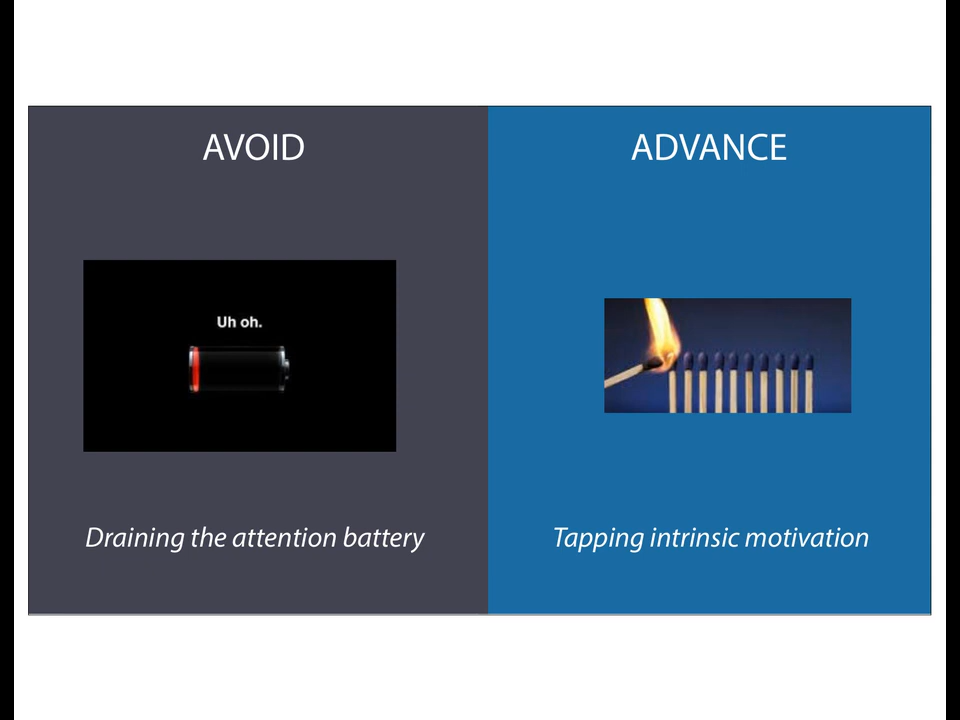 AVOID
ADVANCE
Uh oh.
Draining the attention battery
Tapping intrinsic motivation